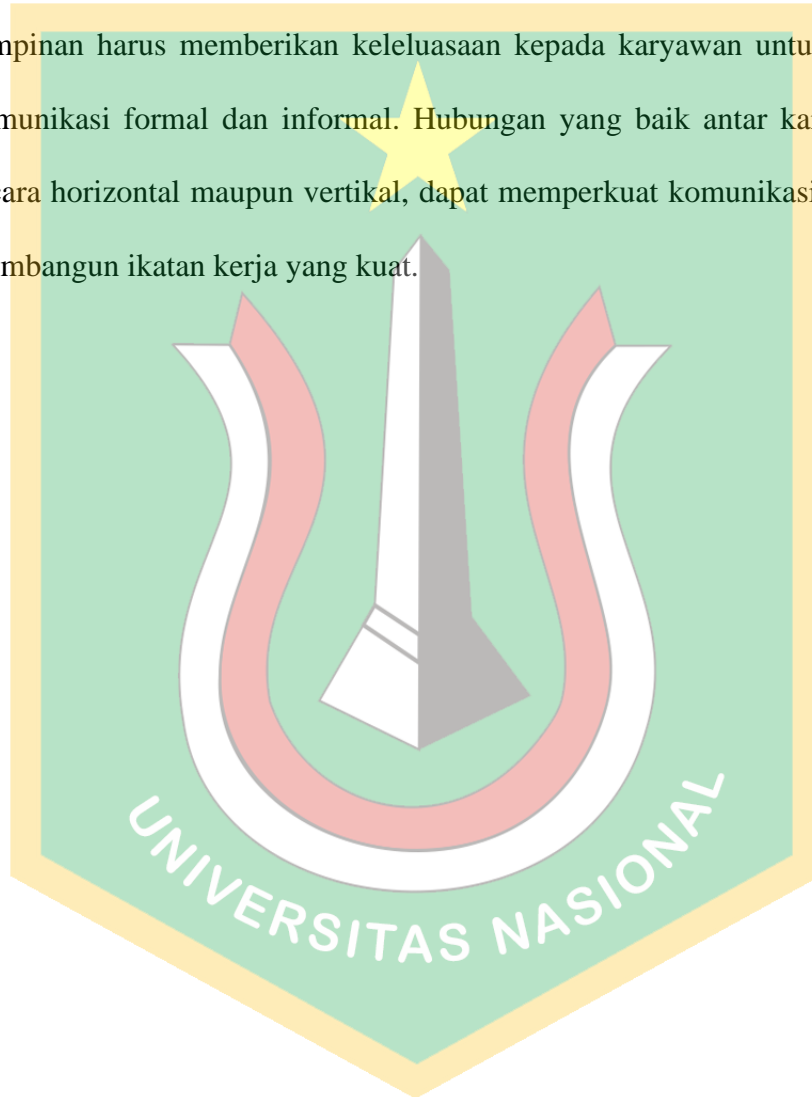 mpinan harus memberikan keleluasaan kepada karyawan untu
munikasi formal dan informal. Hubungan yang baik antar ka
cara horizontal maupun vertikal, dapat memperkuat komunikasi
mbangun ikatan kerja yang kuat.
UNIVERSITAS NASIONAL